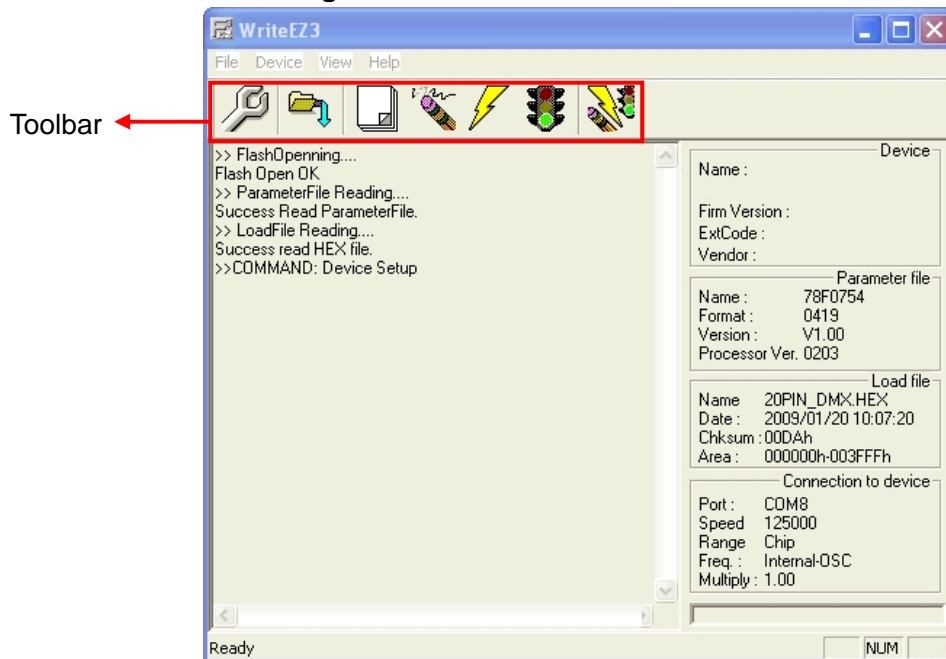 WriteEZ3
File Device View Help
Toolbar
>> FlashOpenning....
Flash Open OK
>> ParameterFile Reading....
Success Read ParameterFile.
>> LoadFile Reading....
Success read HEX file.
>>COMMAND: Device Setup
Device
Name :
Firm Version :
ExtCode :
Vendor :
Parameter file
Name : 78F0754
Format : 0419
Version : V1.00
Processor Ver. 0203
Load file
Name 20PIN_DMX.HEX
Date : 2009/01/20 10:07:20
Chksum : 00DAh
Area : 000000h-003FFFh
Connection to device
Port : COM8
Speed 125000
Range Chip
Freq. : Internal-OSC
Multiply : 1.00
Ready
NUM